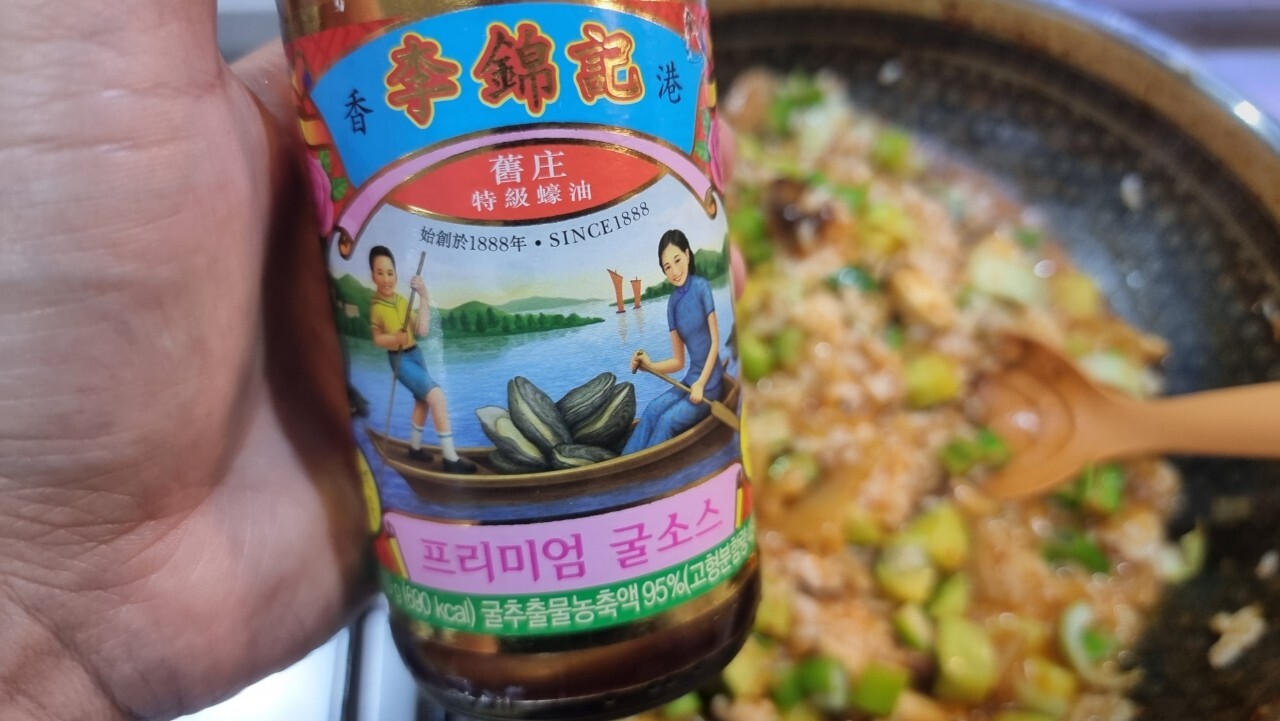 香 李錦記 港
舊庄
特級蠔油
始創於1888年 • SINCE1888
프리미엄 굴소스
g (690 kcal) 굴추출물농축액 95%(고형분함량